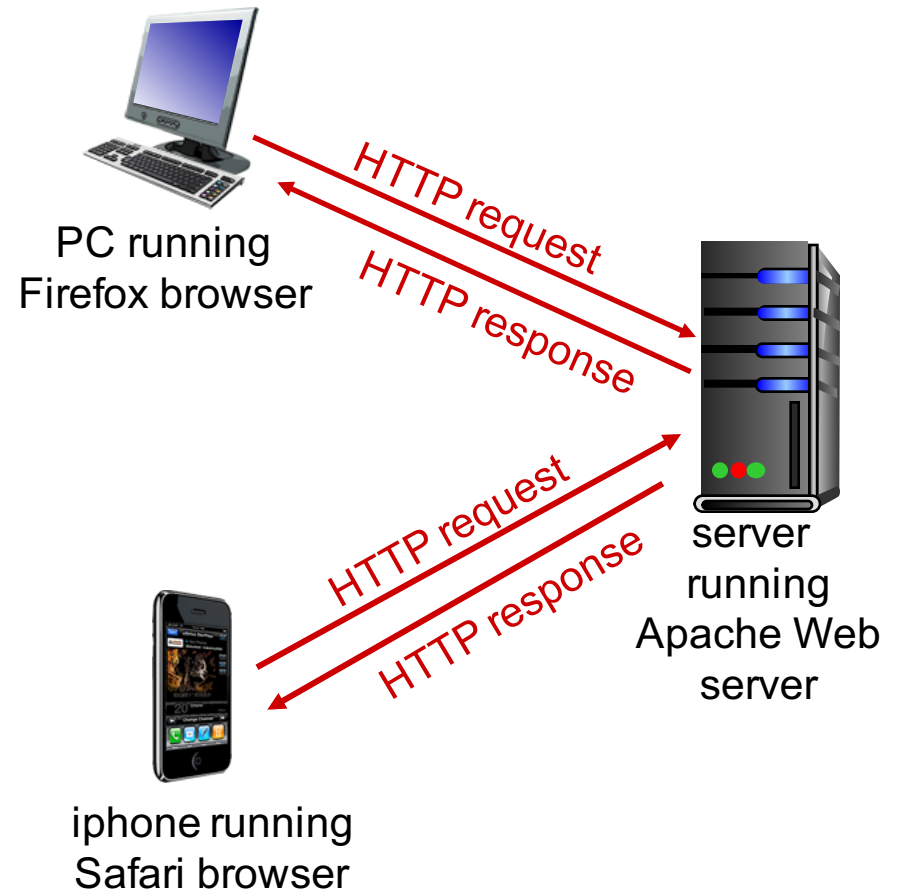 HTTP request
HTTP response
PC running
Firefox browser
HTTP request
HTTP response
server
running
Apache Web
server
iphone running
Safari browser